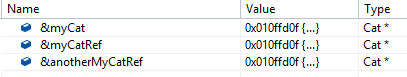 Name Value Type
&myCat 0x010ffd0f {...} Cat *
&myCatRef 0x010ffd0f {...} Cat *
&anotherMyCatRef 0x010ffd0f {...} Cat *